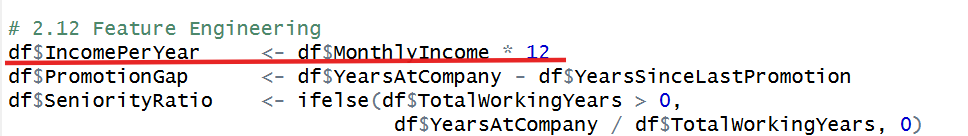 # 2.12 Feature Engineering
df$IncomePerYear     <- df$MonthlyIncome * 12
df$PromotionGap      <- df$YearsAtCompany - df$YearsSinceLastPromotion
df$SeniorityRatio    <- ifelse(df$TotalWorkingYears > 0,
                               df$YearsAtCompany / df$TotalWorkingYears, 0)